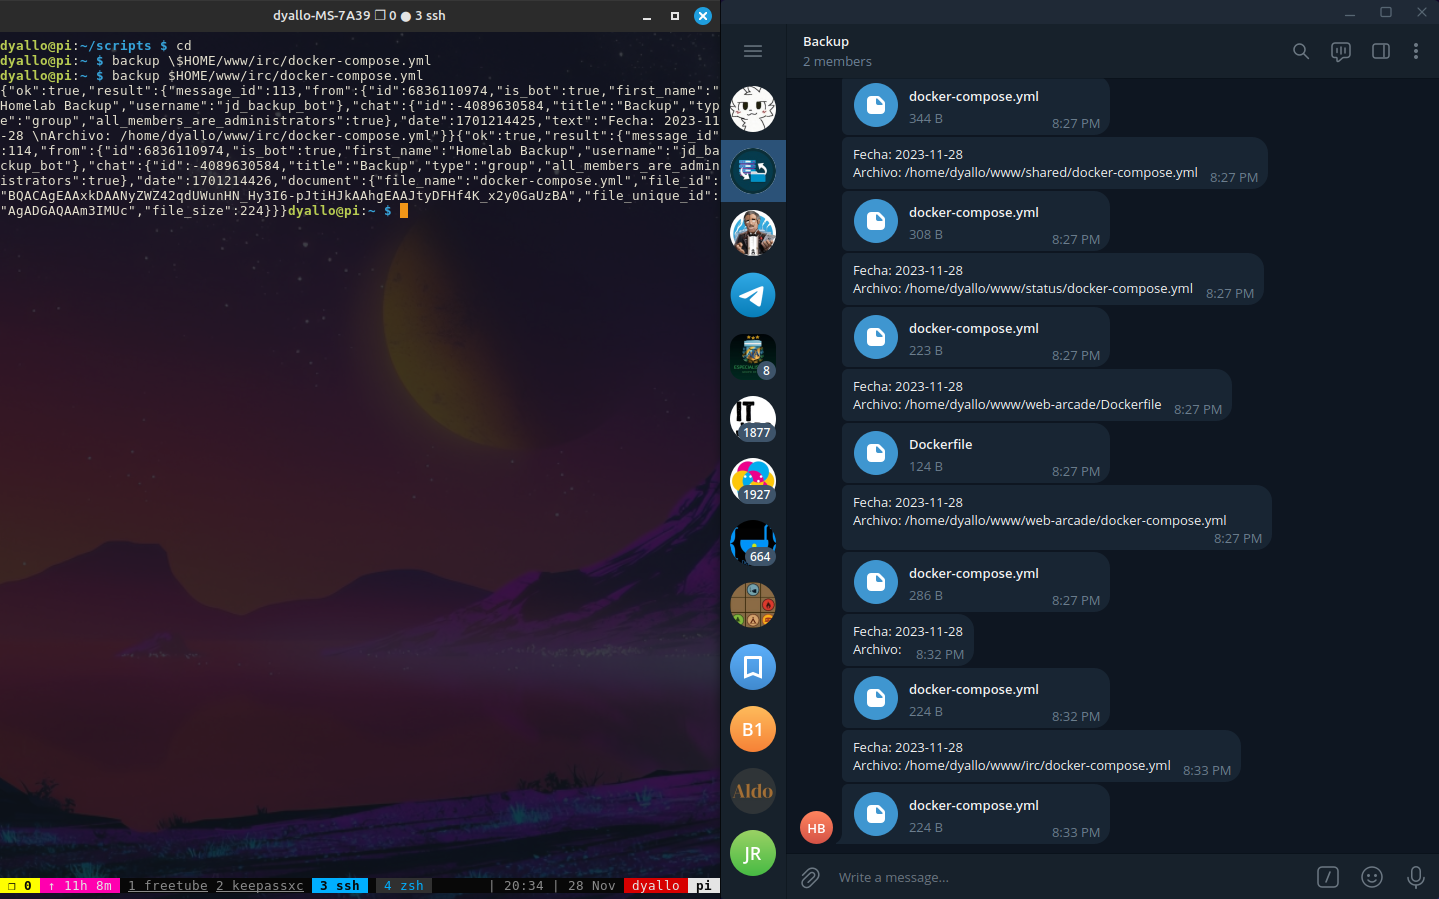 dyallo-MS-7A39 ❐ 0 ● 3 ssh
dyallo@pi:~/scripts $ cd
dyallo@pi:~ $ backup \$HOME/www/irc/docker-compose.yml
dyallo@pi:~ $ backup $HOME/www/irc/docker-compose.yml
{"ok":true,"result":{"message_id":113,"from":{"id":6836110974,"is_bot":true,"first_name":"
Homelab Backup","username":"jd_backup_bot"},"chat":{"id":-4089630584,"title":"Backup","typ
e":"group","all_members_are_administrators":true},"date":1701214425,"text":"Fecha: 2023-11
-28 \nArchivo: /home/dyallo/www/irc/docker-compose.yml"}}{"ok":true,"result":{"message_id"
:114,"from":{"id":6836110974,"is_bot":true,"first_name":"Homelab Backup","username":"jd_ba
ckup_bot"},"chat":{"id":-4089630584,"title":"Backup","type":"group","all_members_are_admin
istrators":true},"date":1701214426,"document":{"file_name":"docker-compose.yml","file_id":
"BQACAgEAAxkDAANyZWZ42qdUWunHN_Hy3I6-pJtiHJkAAhgEAAJtyDFHf4K_x2y0GaUzBA","file_unique_id":
"AgADGAQAAm3IMUc","file_size":224}}}dyallo@pi:~ $
❐ 0 ↑ 11h 8m 1 freetube 2 keepassxc 3 ssh 4 zsh | 20:34 | 28 Nov dyallo pi
Backup
2 members
8
IT
1877
1927
664
B1
Aldo
JR
docker-compose.yml
344 B 8:27 PM
Fecha: 2023-11-28
Archivo: /home/dyallo/www/shared/docker-compose.yml 8:27 PM
docker-compose.yml
308 B 8:27 PM
Fecha: 2023-11-28
Archivo: /home/dyallo/www/status/docker-compose.yml 8:27 PM
docker-compose.yml
223 B 8:27 PM
Fecha: 2023-11-28
Archivo: /home/dyallo/www/web-arcade/Dockerfile 8:27 PM
Dockerfile
124 B 8:27 PM
Fecha: 2023-11-28
Archivo: /home/dyallo/www/web-arcade/docker-compose.yml
8:27 PM
docker-compose.yml
286 B 8:27 PM
Fecha: 2023-11-28
Archivo: 8:32 PM
docker-compose.yml
224 B 8:32 PM
Fecha: 2023-11-28
Archivo: /home/dyallo/www/irc/docker-compose.yml 8:33 PM
HB
docker-compose.yml
224 B 8:33 PM
Write a message...